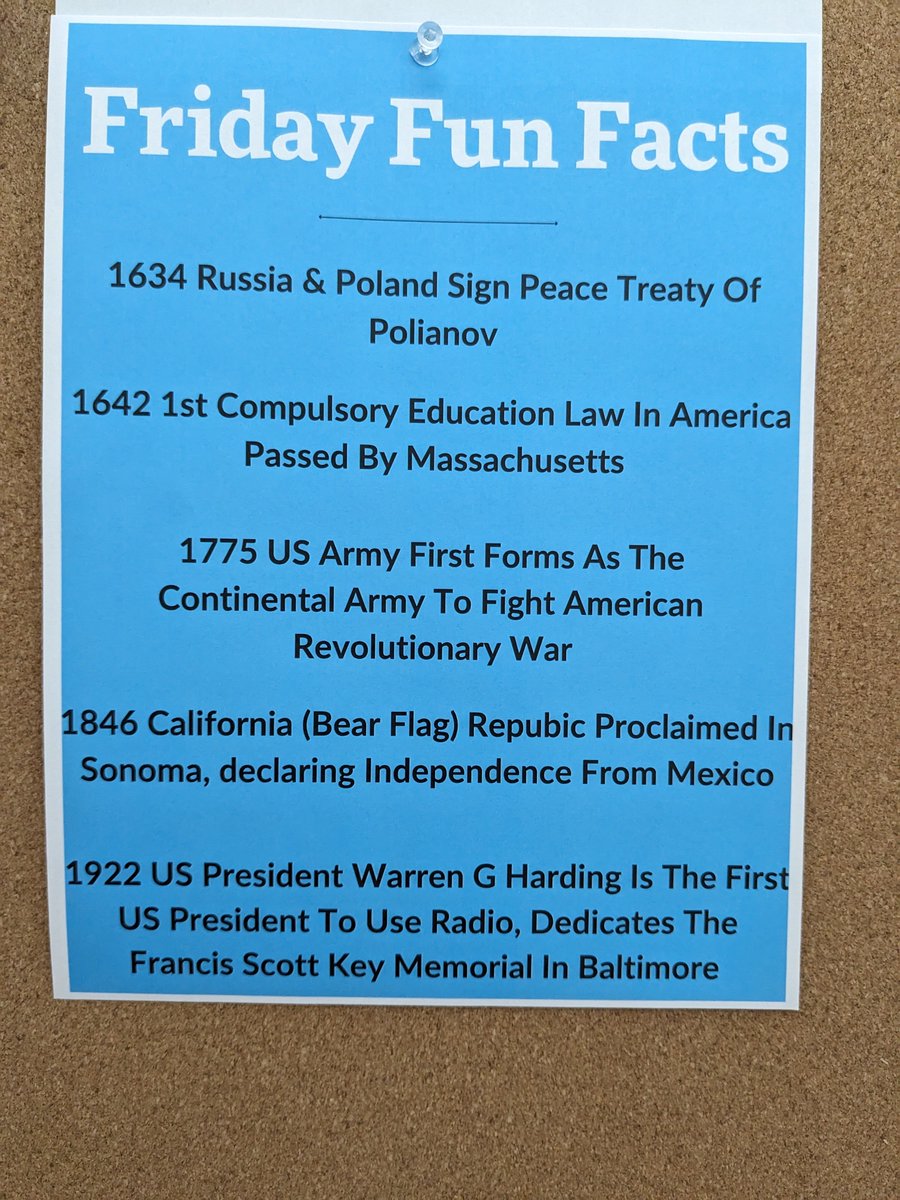 Friday Fun Facts
1634 Russia & Poland Sign Peace Treaty Of
Polianov
1642 1st Compulsory Education Law In America
Passed By Massachusetts
1775 US Army First Forms As The
Continental Army To Fight American
Revolutionary War
1846 California (Bear Flag) Repubic Proclaimed In
Sonoma, declaring Independence From Mexico
1922 US President Warren G Harding Is The First
US President To Use Radio, Dedicates The
Francis Scott Key Memorial In Baltimore